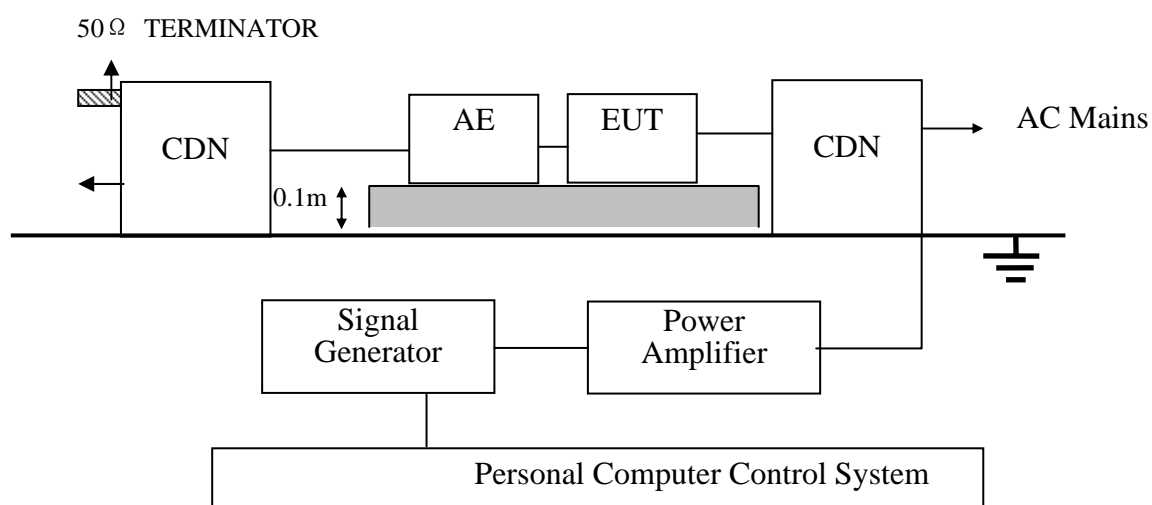 50Ω TERMINATOR
AE
EUT
AC Mains
CDN
CDN
0.1m
Signal
Generator
Power
Amplifier
Personal Computer Control System